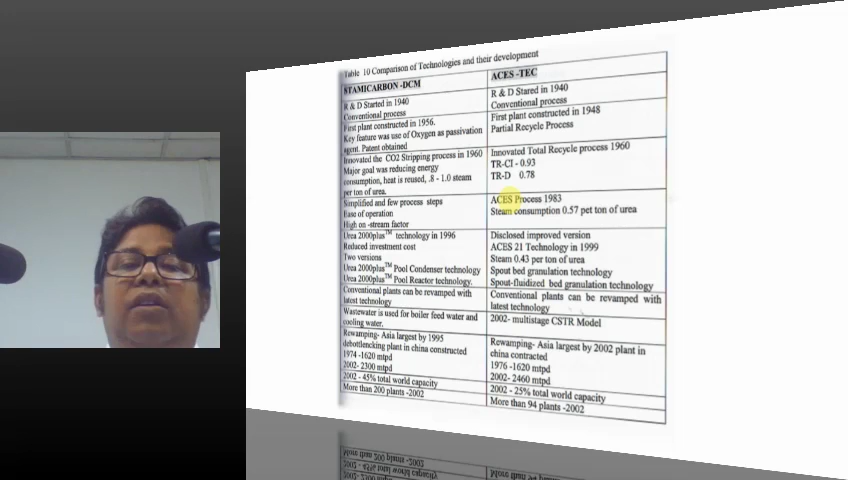 Table 10 Comparison of Technologies and their development
STAMICARBON -DCM
R & D Started in 1940
Conventional process
First plant constructed in 1956.
Key feature was use of Oxygen as passivation
agent. Patent obtained
Innovated the CO2 Stripping process in 1960
Major goal was reducing energy
consumption, heat is reused, .8 - 1.0 steam
per ton of urea.
Simplified and few process steps
Ease of operation
High on -stream factor
Urea 2000plus™ technology in 1996
Reduced investment cost
Two versions
Urea 2000plus™ Pool Condenser technology
Urea 2000plus™ Pool Reactor technology.
Conventional plants can be revamped with
latest technology
Wastewater is used for boiler feed water and
cooling water.
Rewamping- Asia largest by 1995
debottlencking plant in china constructed
1974 -1620 mtpd
2002- 2300 mtpd
2002 - 45% total world capacity
More than 200 plants -2002
ACES -TEC
R & D Stared in 1940
Conventional process
First plant constructed in 1948
Partial Recycle Process
Innovated Total Recycle process 1960
TR-CI - 0.93
TR-D 0.78
ACES Process 1983
Steam consumption 0.57 pet ton of urea
Disclosed improved version
ACES 21 Technology in 1999
Steam 0.43 per ton of urea
Spout bed granulation technology
Spout-fluidized bed granulation technology
Conventional plants can be revamped with
latest technology
2002- multistage CSTR Model
Rewamping- Asia largest by 2002 plant in
china contracted
1976 -1620 mtpd
2002- 2460 mtpd
2002 - 25% total world capacity
More than 94 plants -2002